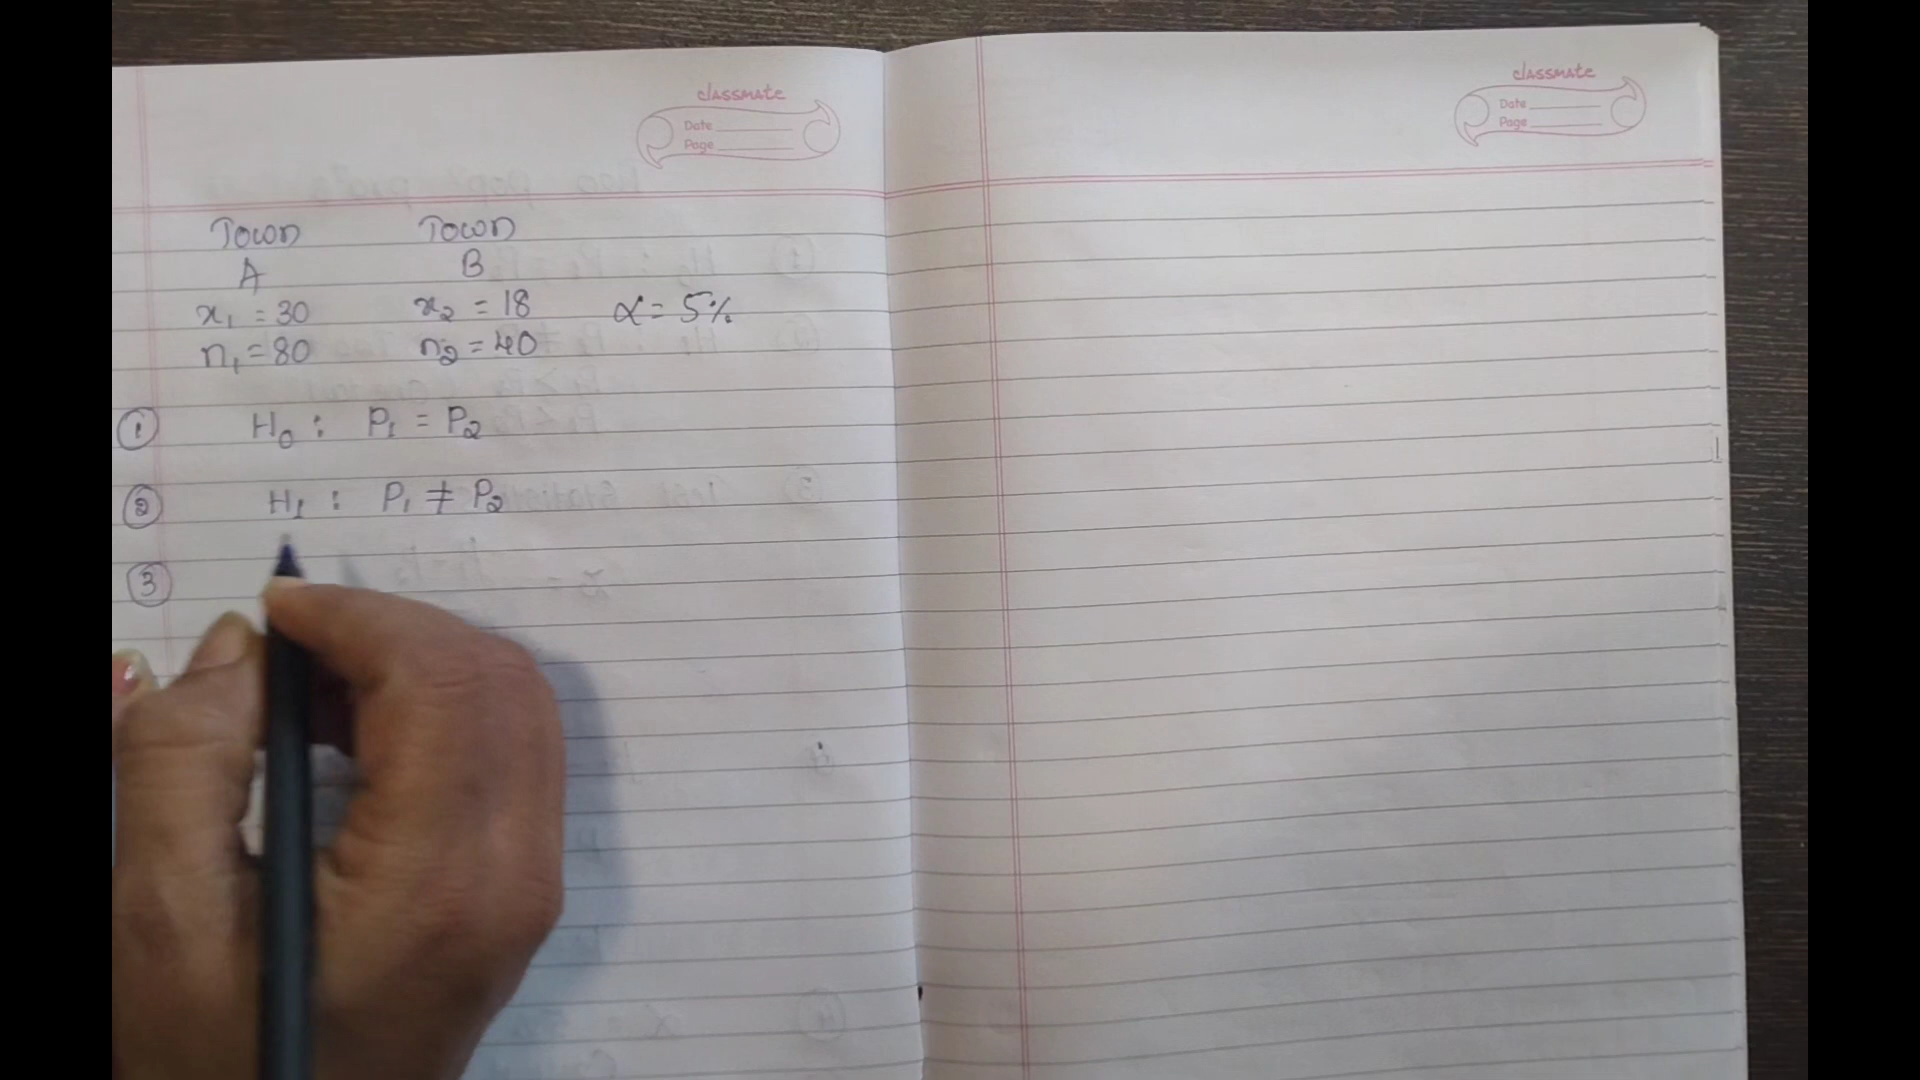 classmate
Date
Page
classmate
Date
Page
Town Town
A B
x₁ = 30 x₂ = 18 α = 5%
n₁ = 80 n₂ = 40
① H₀ : P₁ = P₂
② H₁ : P₁ ≠ P₂
③